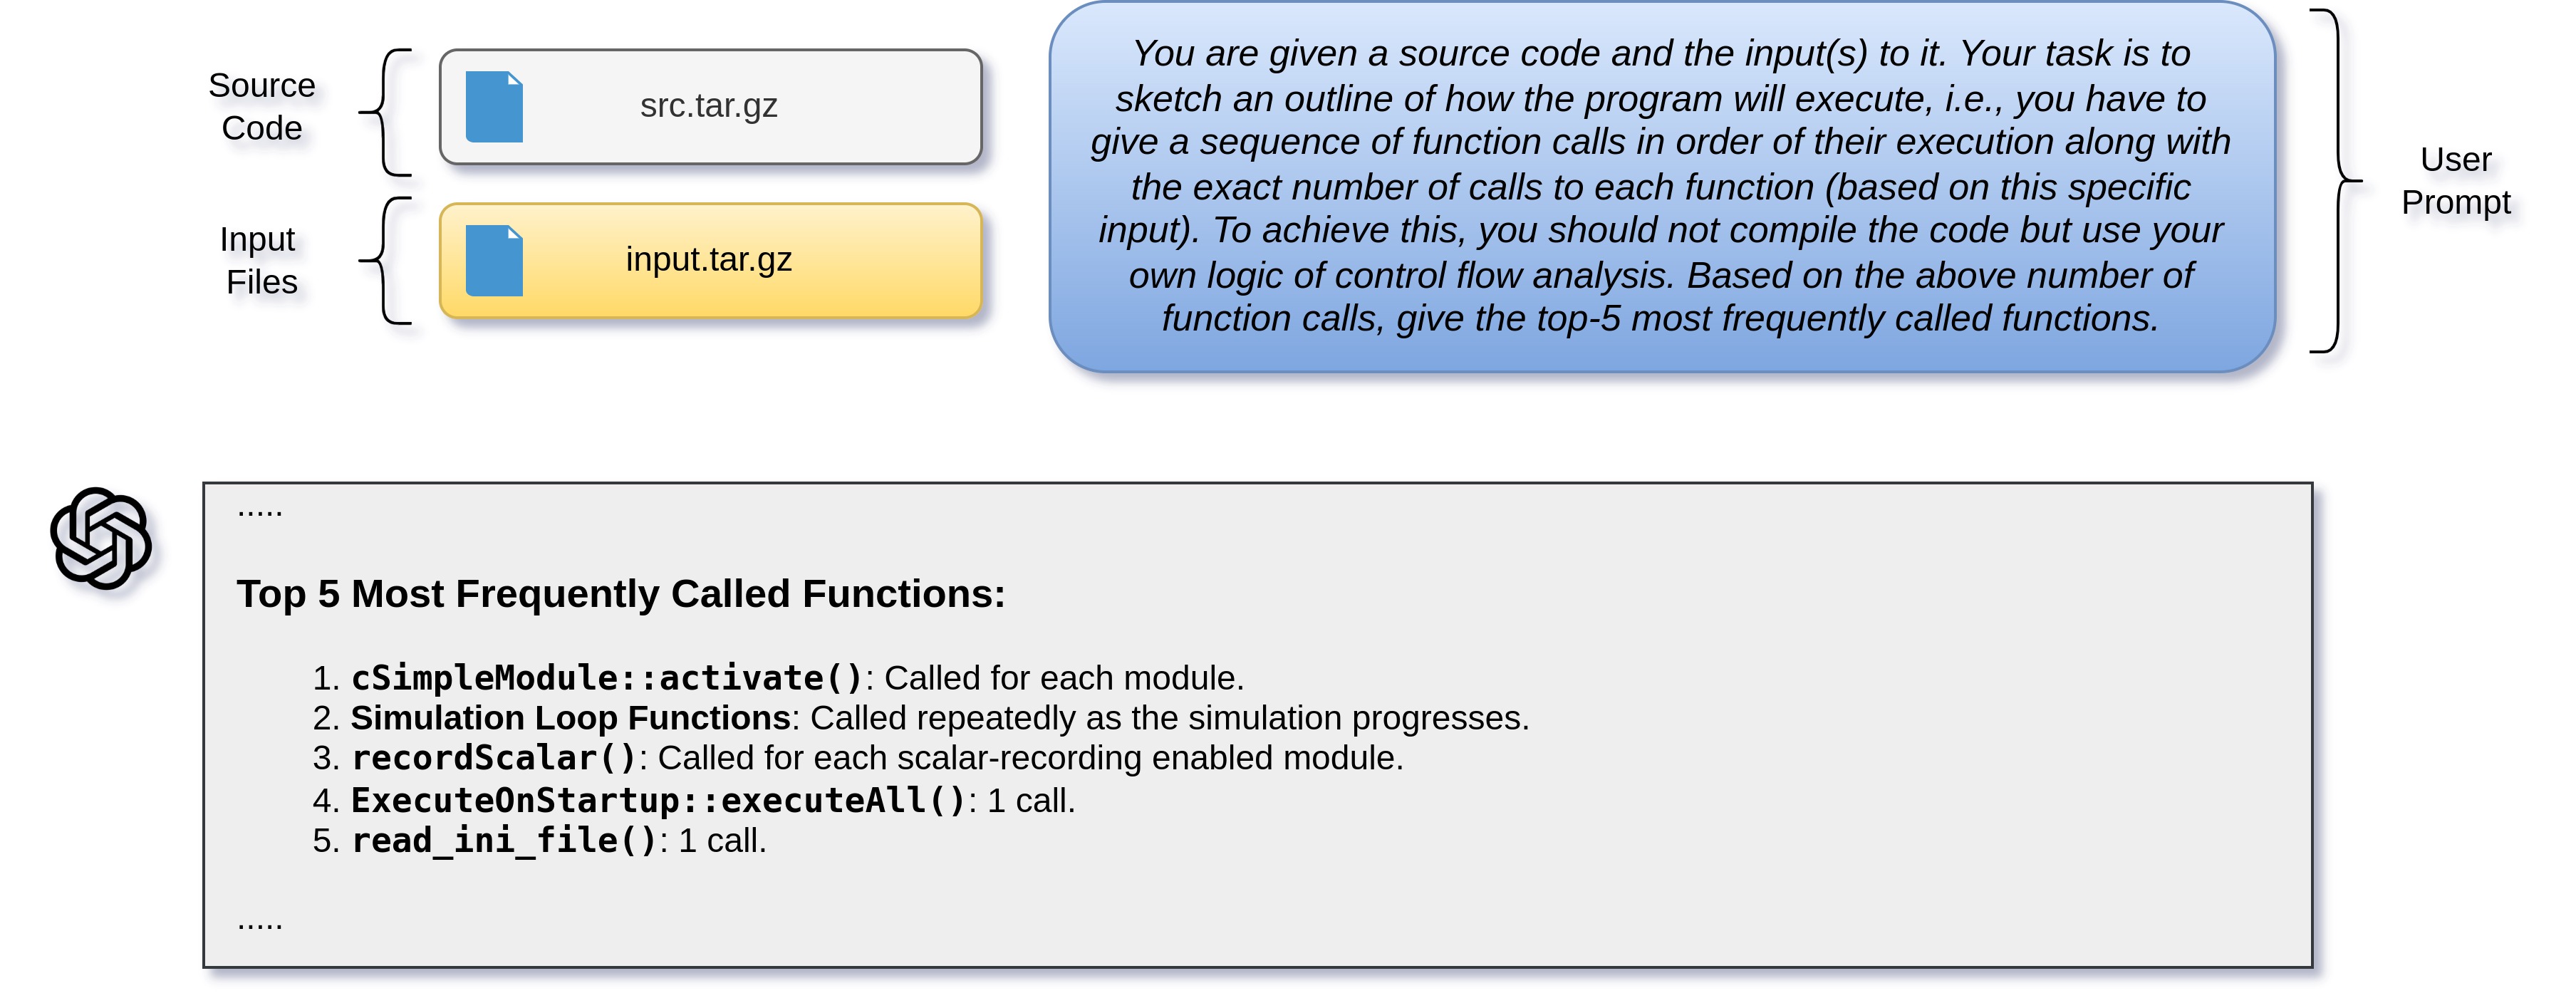 Source
Code
src.tar.gz
Input
Files
input.tar.gz
You are given a source code and the input(s) to it. Your task is to
sketch an outline of how the program will execute, i.e., you have to
give a sequence of function calls in order of their execution along with
the exact number of calls to each function (based on this specific
input). To achieve this, you should not compile the code but use your
own logic of control flow analysis. Based on the above number of
function calls, give the top-5 most frequently called functions.
User
Prompt
.....
Top 5 Most Frequently Called Functions:
1. cSimpleModule::activate(): Called for each module.
2. Simulation Loop Functions: Called repeatedly as the simulation progresses.
3. recordScalar(): Called for each scalar-recording enabled module.
4. ExecuteOnStartup::executeAll(): 1 call.
5. read_ini_file(): 1 call.
.....